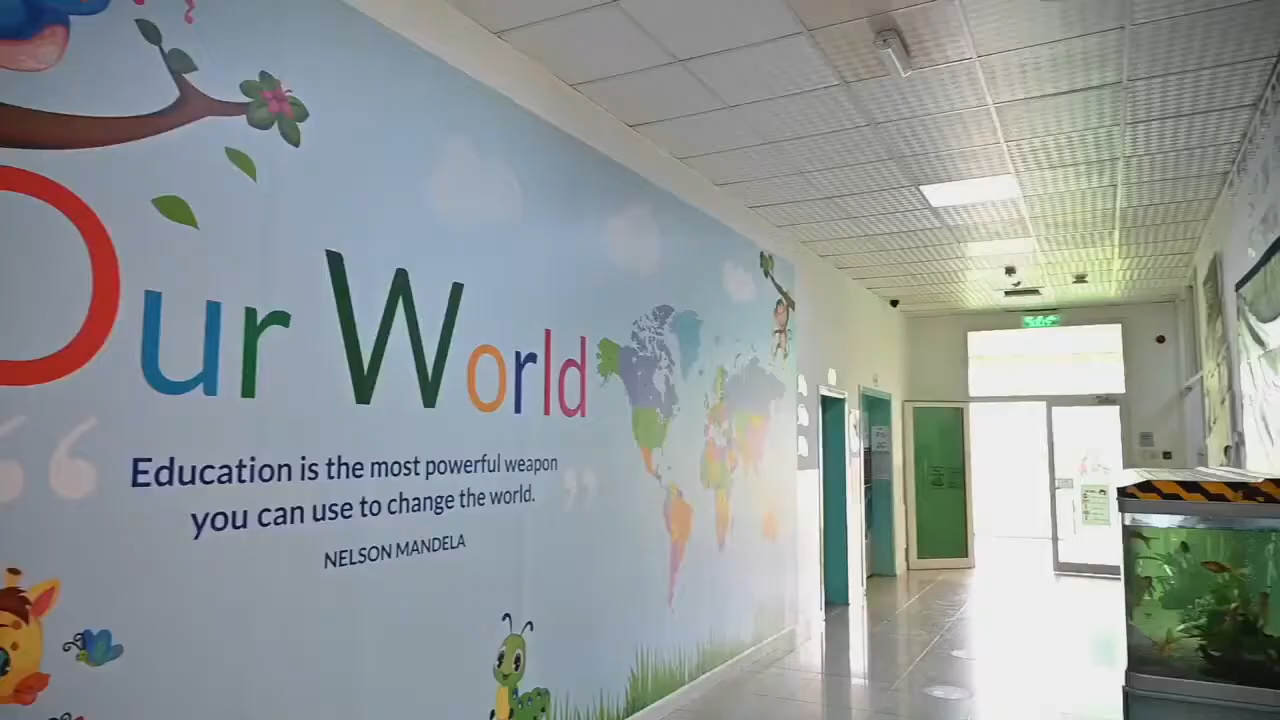 Our World
Education is the most powerful weapon
you can use to change the world.
NELSON MANDELA